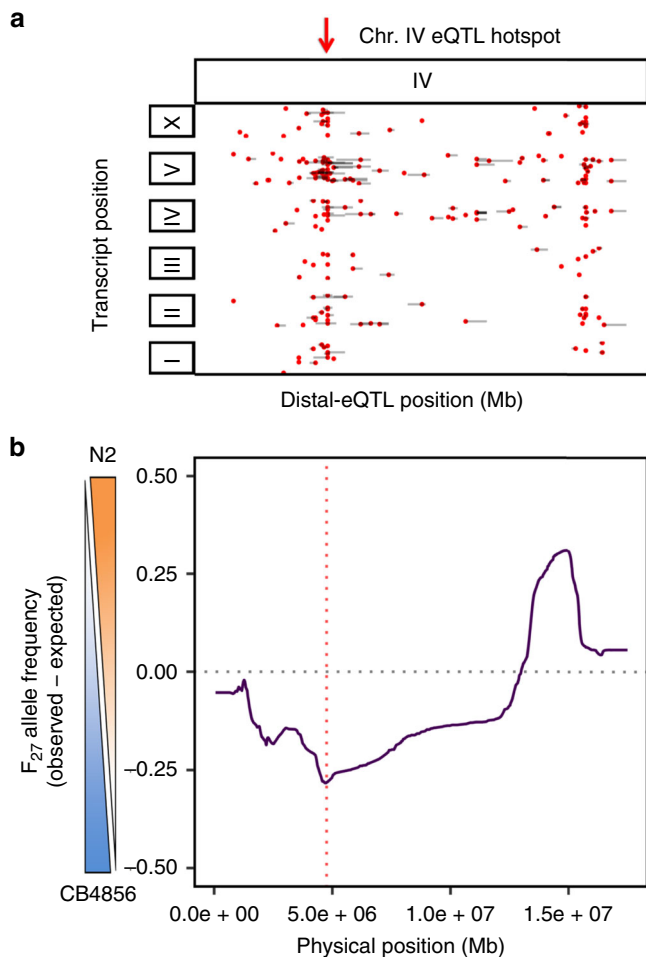 a
Chr. IV eQTL hotspot
IV
Transcript position
X
V
IV
III
II
I
Distal-eQTL position (Mb)
b
N2
CB4856
F27 allele frequency
(observed – expected)
0.50
0.25
0.00
–0.25
–0.50
0.0e + 00 5.0e + 06 1.0e + 07 1.5e + 07
Physical position (Mb)